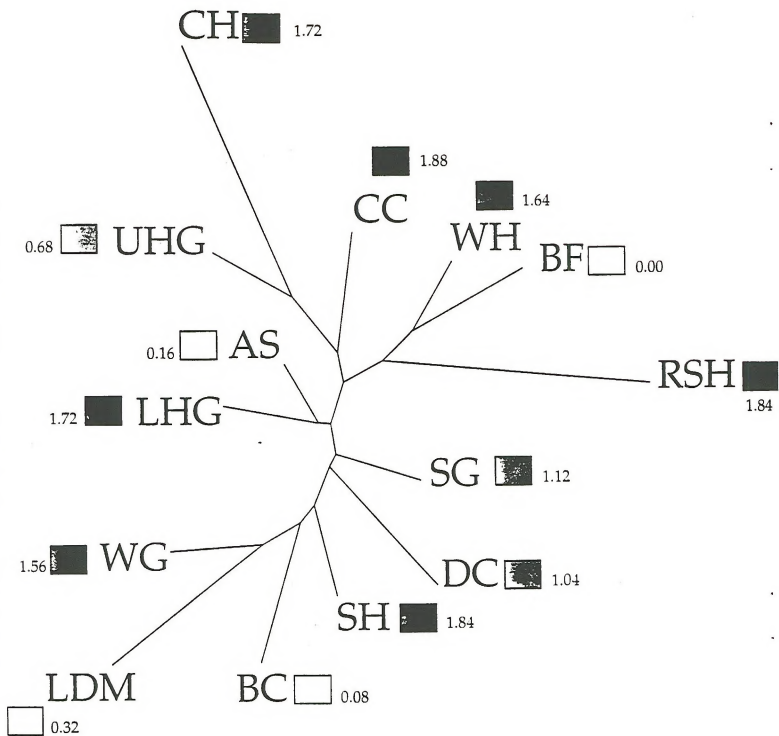 CH 1.72
1.88
CC
1.64
WH
0.68 UHG
BF 0.00
0.16 AS
RSH
1.84
1.72 LHG
SG 1.12
1.56 WG
DC 1.04
SH 1.84
LDM
0.32
BC 0.08